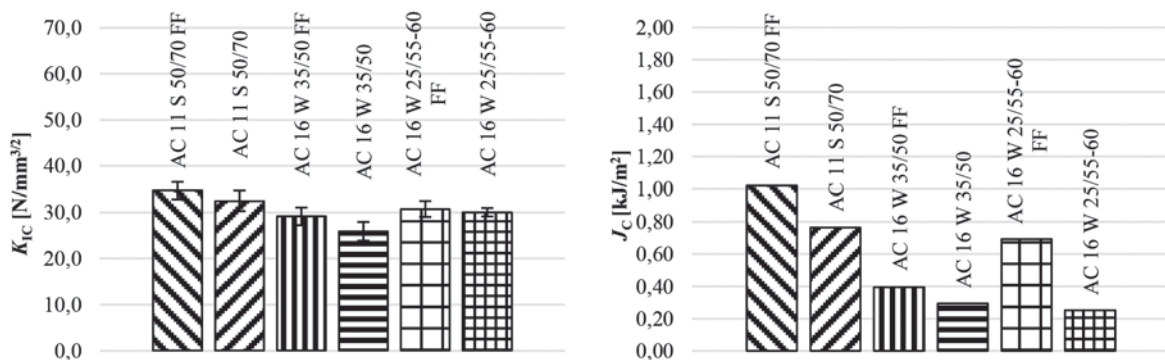 70,0
60,0
50,0
40,0
30,0
20,0
10,0
0,0
K_IC [N/mm^3/2]
AC 11 S 50/70 FF
AC 11 S 50/70
AC 16 W 35/50 FF
AC 16 W 35/50
AC 16 W 25/55-60
FF
AC 16 W 25/55-60
2,00
1,80
1,60
1,40
1,20
1,00
0,80
0,60
0,40
0,20
0,00
J_C [kJ/m²]
AC 11 S 50/70 FF
AC 11 S 50/70
AC 16 W 35/50 FF
AC 16 W 35/50
AC 16 W 25/55-60
FF
AC 16 W 25/55-60